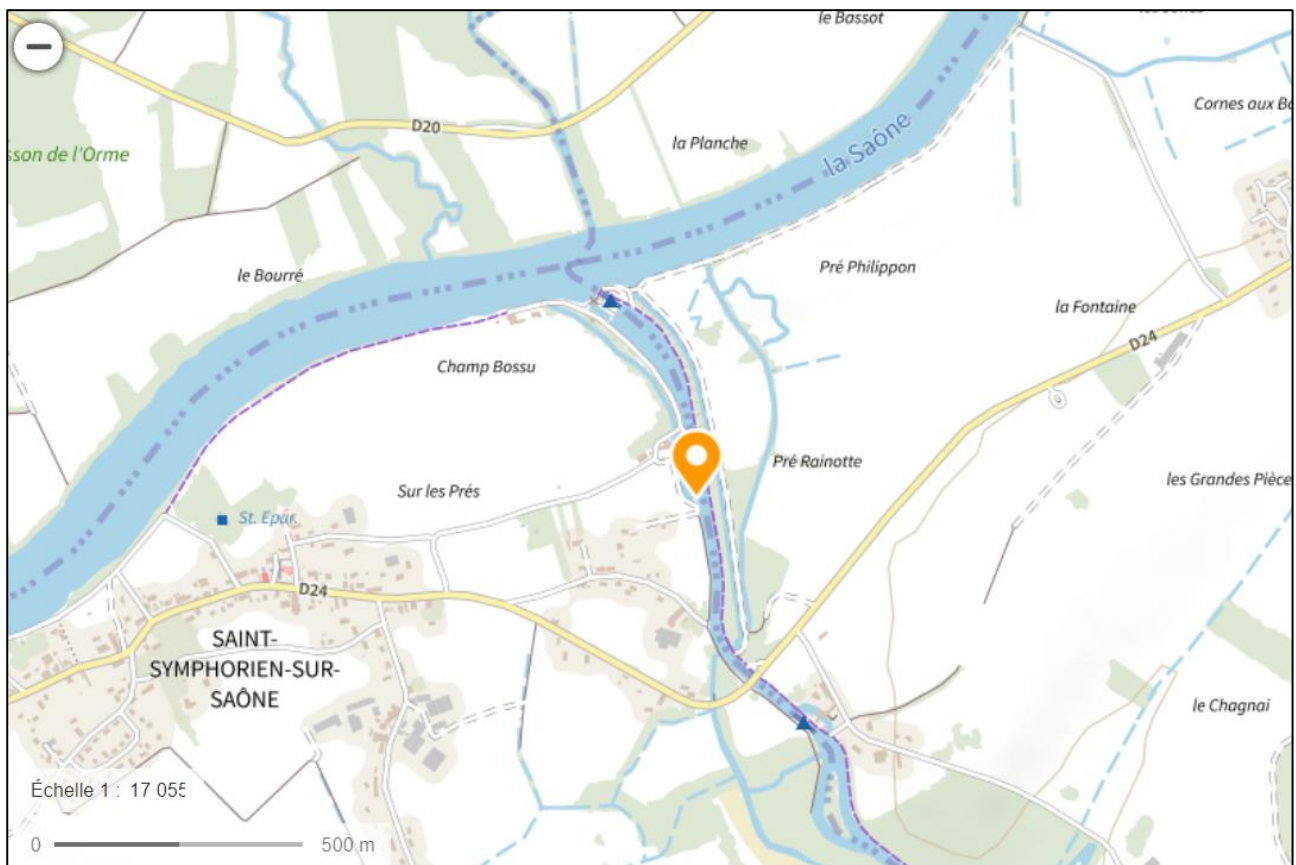 le Bassot
Cornes aux Bo
D20
la Planche
la Saône
sson de l'Orme
Pré Philippon
le Bourré
la Fontaine
D24
Champ Bossu
Pré Rainotte
les Grandes Pièce
Sur les Prés
St. Epur.
D24
SAINT-
SYMPHORIEN-SUR-
SAÔNE
le Chagnai
Échelle 1 : 17 055
0
500 m